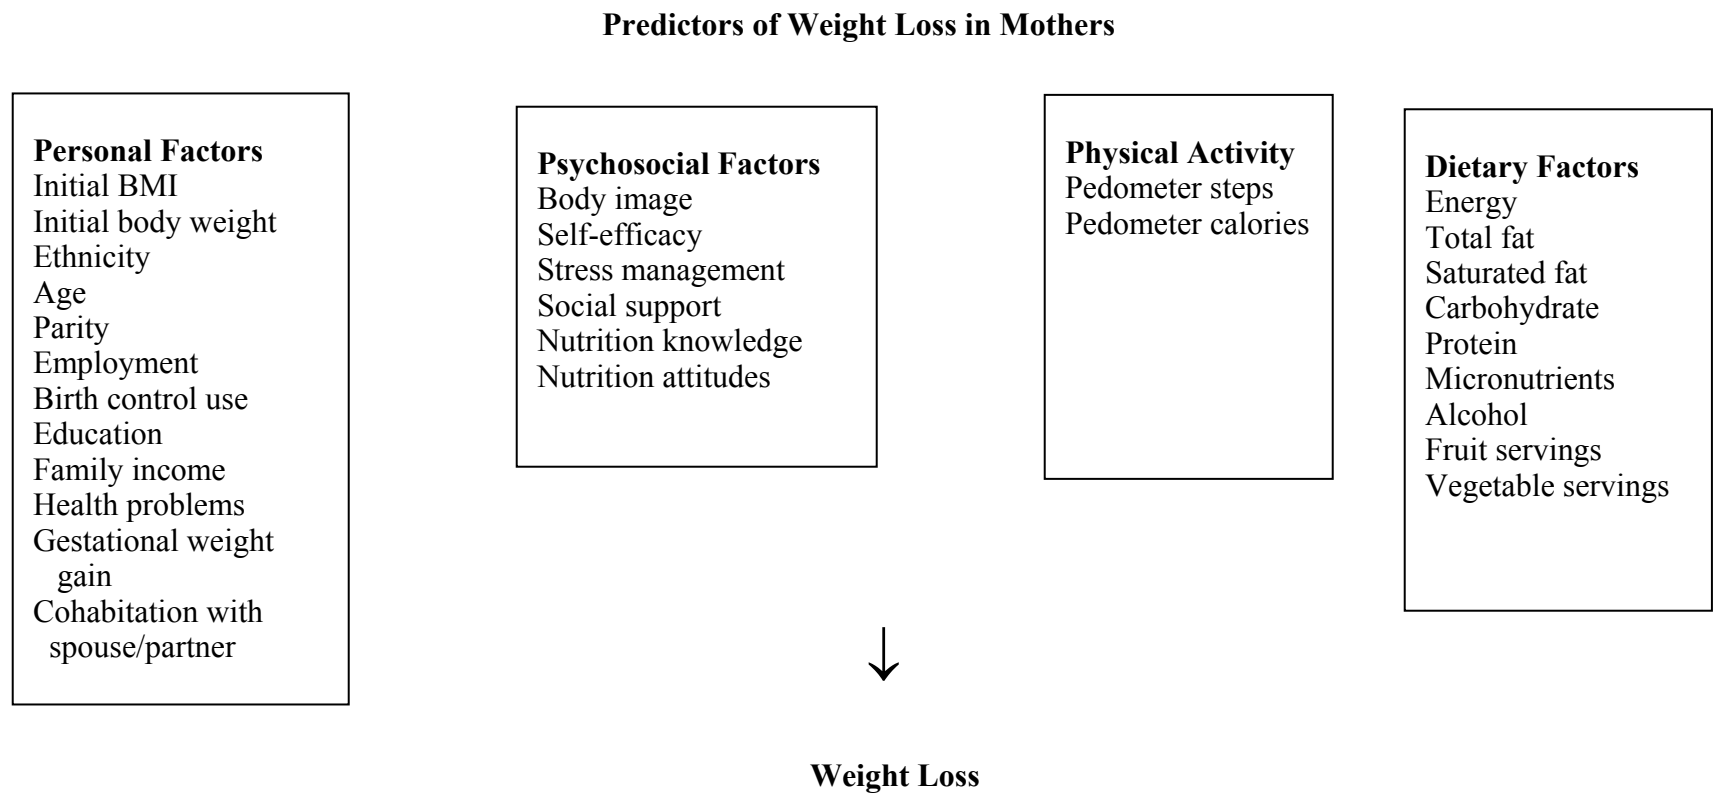 Predictors of Weight Loss in Mothers
Personal Factors
Initial BMI
Initial body weight
Ethnicity
Age
Parity
Employment
Birth control use
Education
Family income
Health problems
Gestational weight
gain
Cohabitation with
spouse/partner
Psychosocial Factors
Body image
Self-efficacy
Stress management
Social support
Nutrition knowledge
Nutrition attitudes
Physical Activity
Pedometer steps
Pedometer calories
Dietary Factors
Energy
Total fat
Saturated fat
Carbohydrate
Protein
Micronutrients
Alcohol
Fruit servings
Vegetable servings
Weight Loss